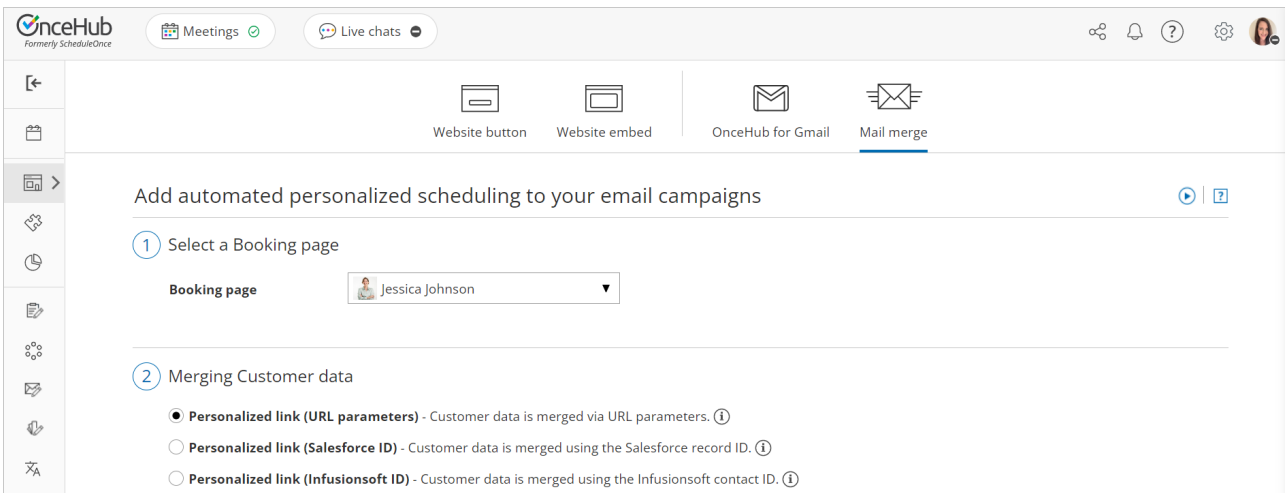 OnceHub
Formerly ScheduleOnce
Meetings
Live chats
?
Website button
Website embed
OnceHub for Gmail
Mail merge
Add automated personalized scheduling to your email campaigns
?
1 Select a Booking page
Booking page
Jessica Johnson
2 Merging Customer data
Personalized link (URL parameters) - Customer data is merged via URL parameters. i
Personalized link (Salesforce ID) - Customer data is merged using the Salesforce record ID. i
Personalized link (Infusionsoft ID) - Customer data is merged using the Infusionsoft contact ID. i